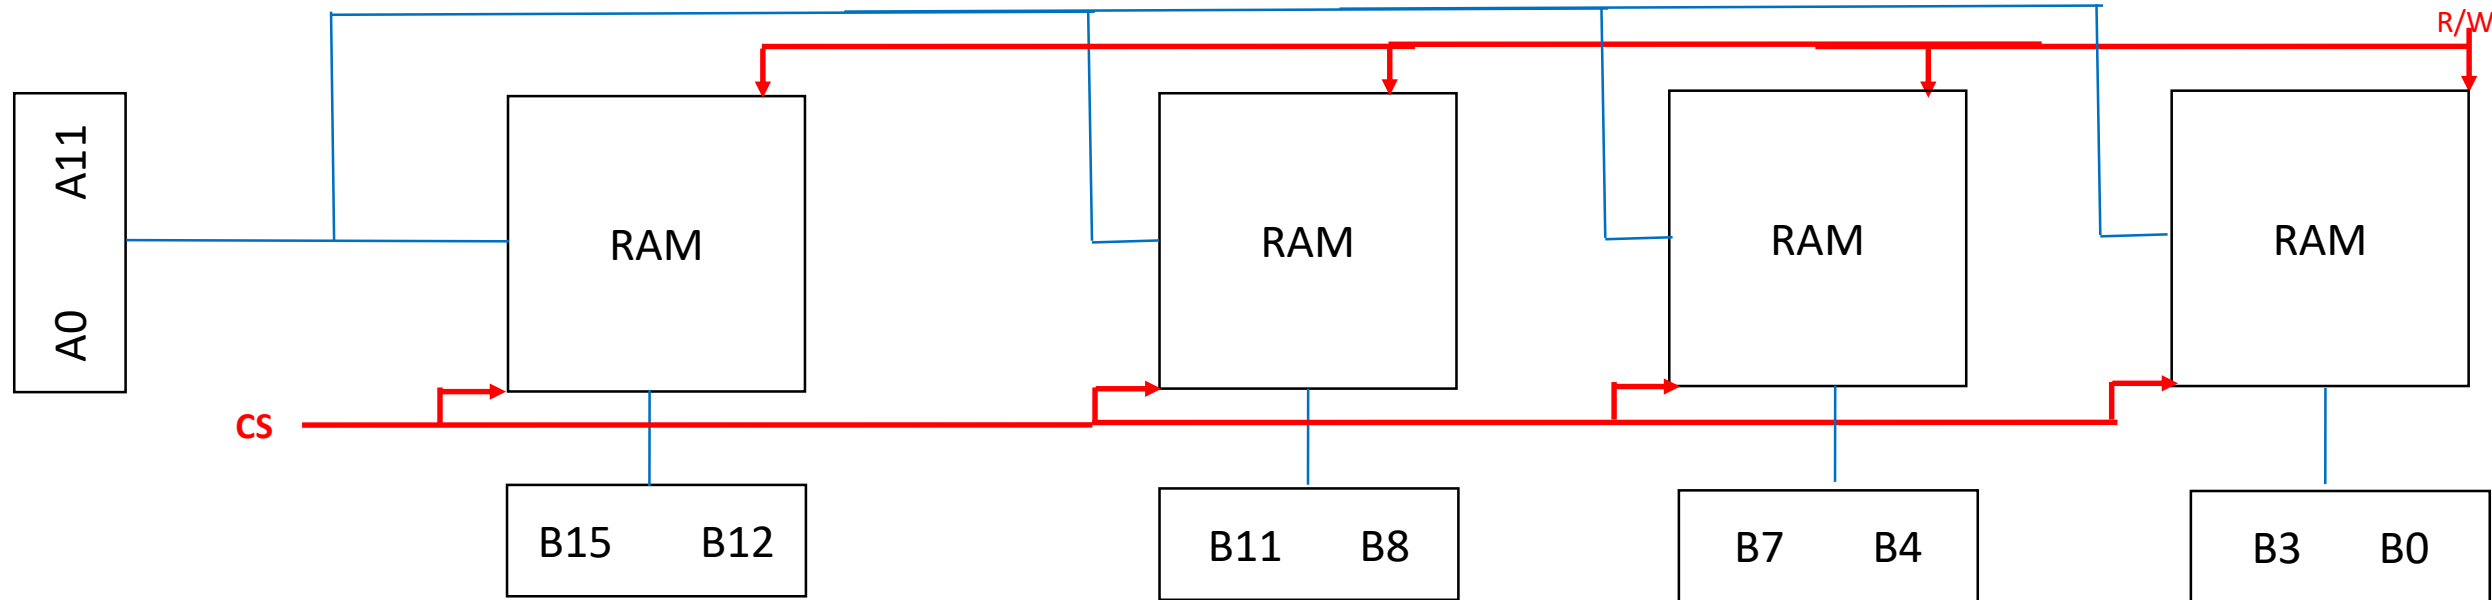 R/W
A11
A0
RAM
RAM
RAM
RAM
CS
B15 B12
B11 B8
B7 B4
B3 B0